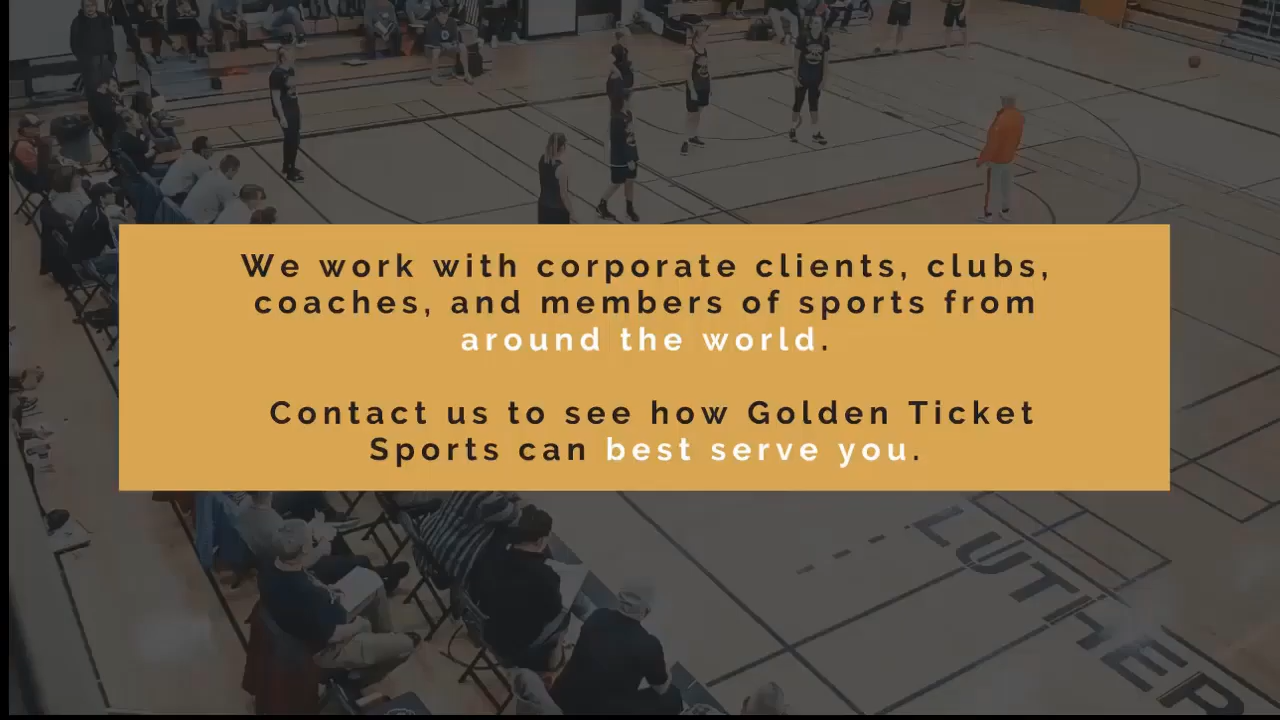 We work with corporate clients, clubs,
coaches, and members of sports from
around the world.
Contact us to see how Golden Ticket
Sports can best serve you.
LUTHER